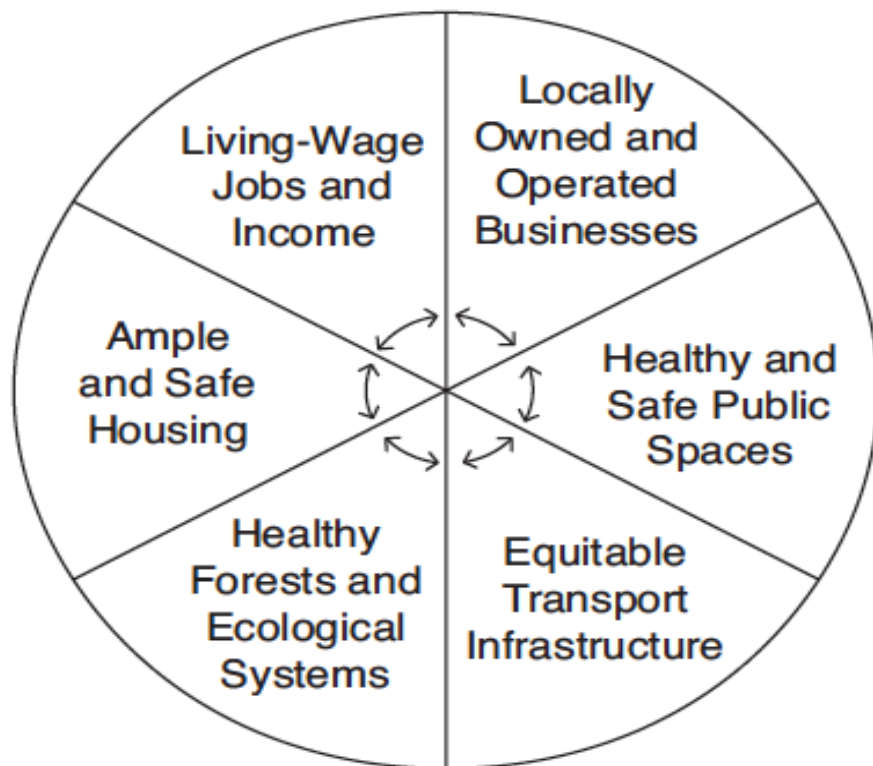 Living-Wage
Jobs and
Income
Locally
Owned and
Operated
Businesses
Healthy and
Safe Public
Spaces
Equitable
Transport
Infrastructure
Healthy
Forests and
Ecological
Systems
Ample
and Safe
Housing